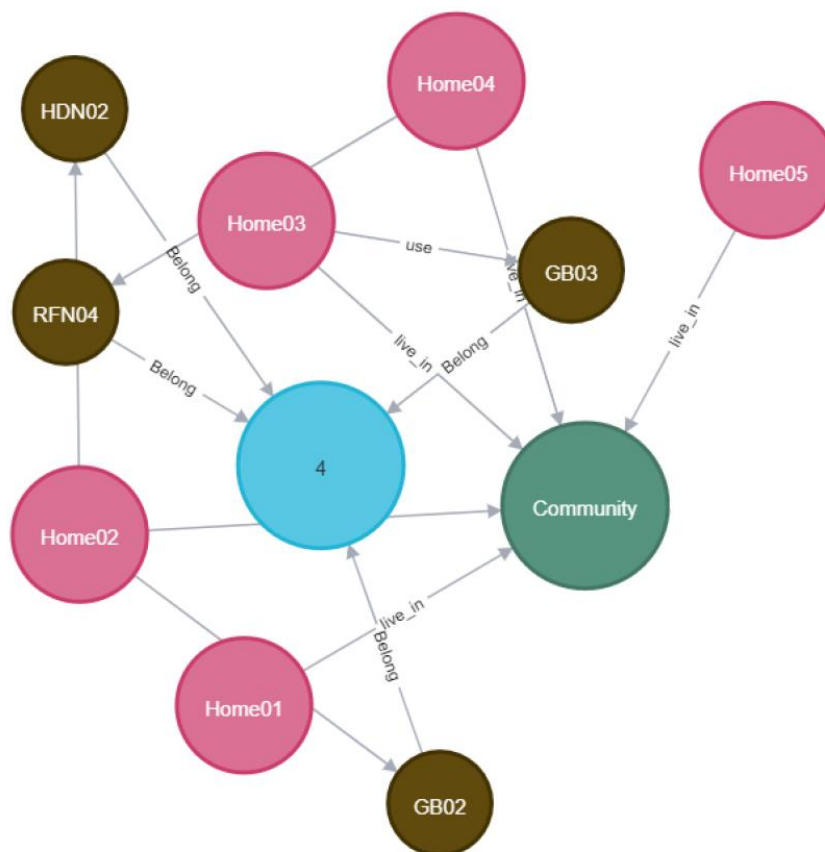 Home04
HDN02
Home05
Home03
use
Belong
GB03
live_in
RFN04
live_in
live_in
Belong
Belong
4
Community
Home02
live_in
Belong
Home01
GB02